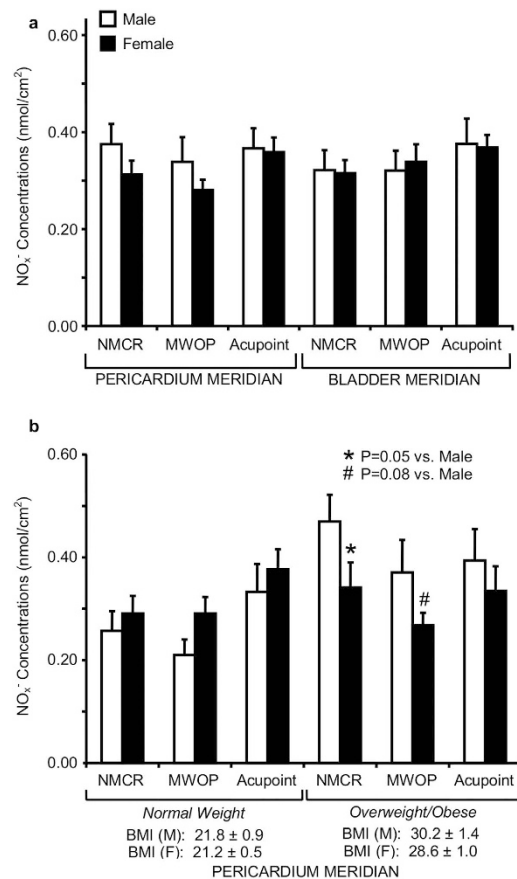 a
Male
Female
NOx⁻ Concentrations (nmol/cm²)
0.60
0.40
0.20
0.00
NMCR MWOP Acupoint NMCR MWOP Acupoint
PERICARDIUM MERIDIAN BLADDER MERIDIAN
b
NOx⁻ Concentrations (nmol/cm²)
0.60
0.40
0.20
0.00
* P=0.05 vs. Male
# P=0.08 vs. Male
*
#
NMCR MWOP Acupoint NMCR MWOP Acupoint
Normal Weight Overweight/Obese
BMI (M): 21.8 ± 0.9 BMI (M): 30.2 ± 1.4
BMI (F): 21.2 ± 0.5 BMI (F): 28.6 ± 1.0
PERICARDIUM MERIDIAN